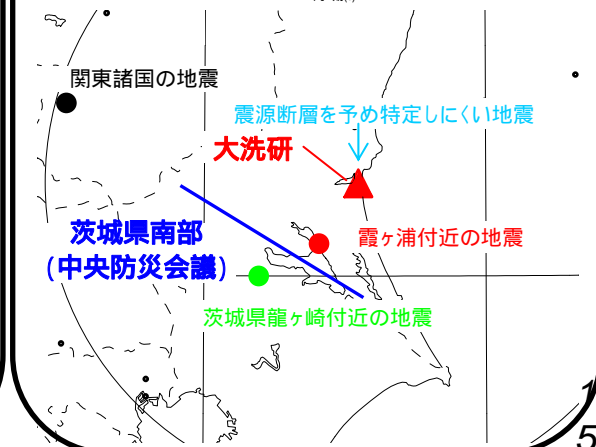 関東諸国の地震
震源断層を予め特定しにくい地震
大洗研
茨城県南部
(中央防災会議)
霞ヶ浦付近の地震
茨城県龍ヶ崎付近の地震
1
5